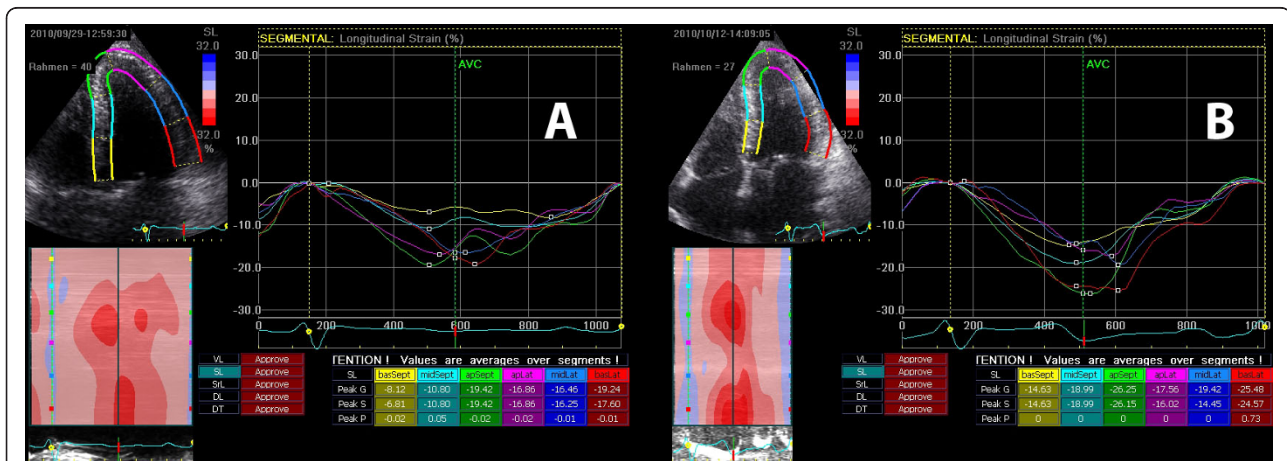 2010/09/29-12:59:30
SL
32.0
Rahmen = 40
32.0
%
SEGMENTAL: Longitudinal Strain (%)
30.0
AVC
20.0
10.0
0.0
-10.0
-20.0
-30.0
0 200 400 600 800 1000
A
VL Approve
SL Approve
SrL Approve
DL Approve
DT Approve
TENTION ! Values are averages over segments !
SL basSept midSept apSept apLat midLat basLat
Peak G -8.12 -10.80 -19.42 -16.86 -16.46 -19.24
Peak S -6.81 -10.80 -19.42 -16.86 -16.25 -17.60
Peak P -0.02 0.05 -0.02 -0.02 -0.01 -0.01
2010/10/12-14:09:05
SL
32.0
Rahmen = 27
32.0
%
SEGMENTAL: Longitudinal Strain (%)
30.0
AVC
20.0
10.0
0.0
-10.0
-20.0
-30.0
0 200 400 600 800 1000
B
VL Approve
SL Approve
SrL Approve
DL Approve
DT Approve
TENTION ! Values are averages over segments !
SL basSept midSept apSept apLat midLat basLat
Peak G -14.63 -18.99 -26.25 -17.56 -19.42 -25.48
Peak S -14.63 -18.99 -26.15 -16.02 -14.45 -24.57
Peak P 0 0 0 0 0 0.73